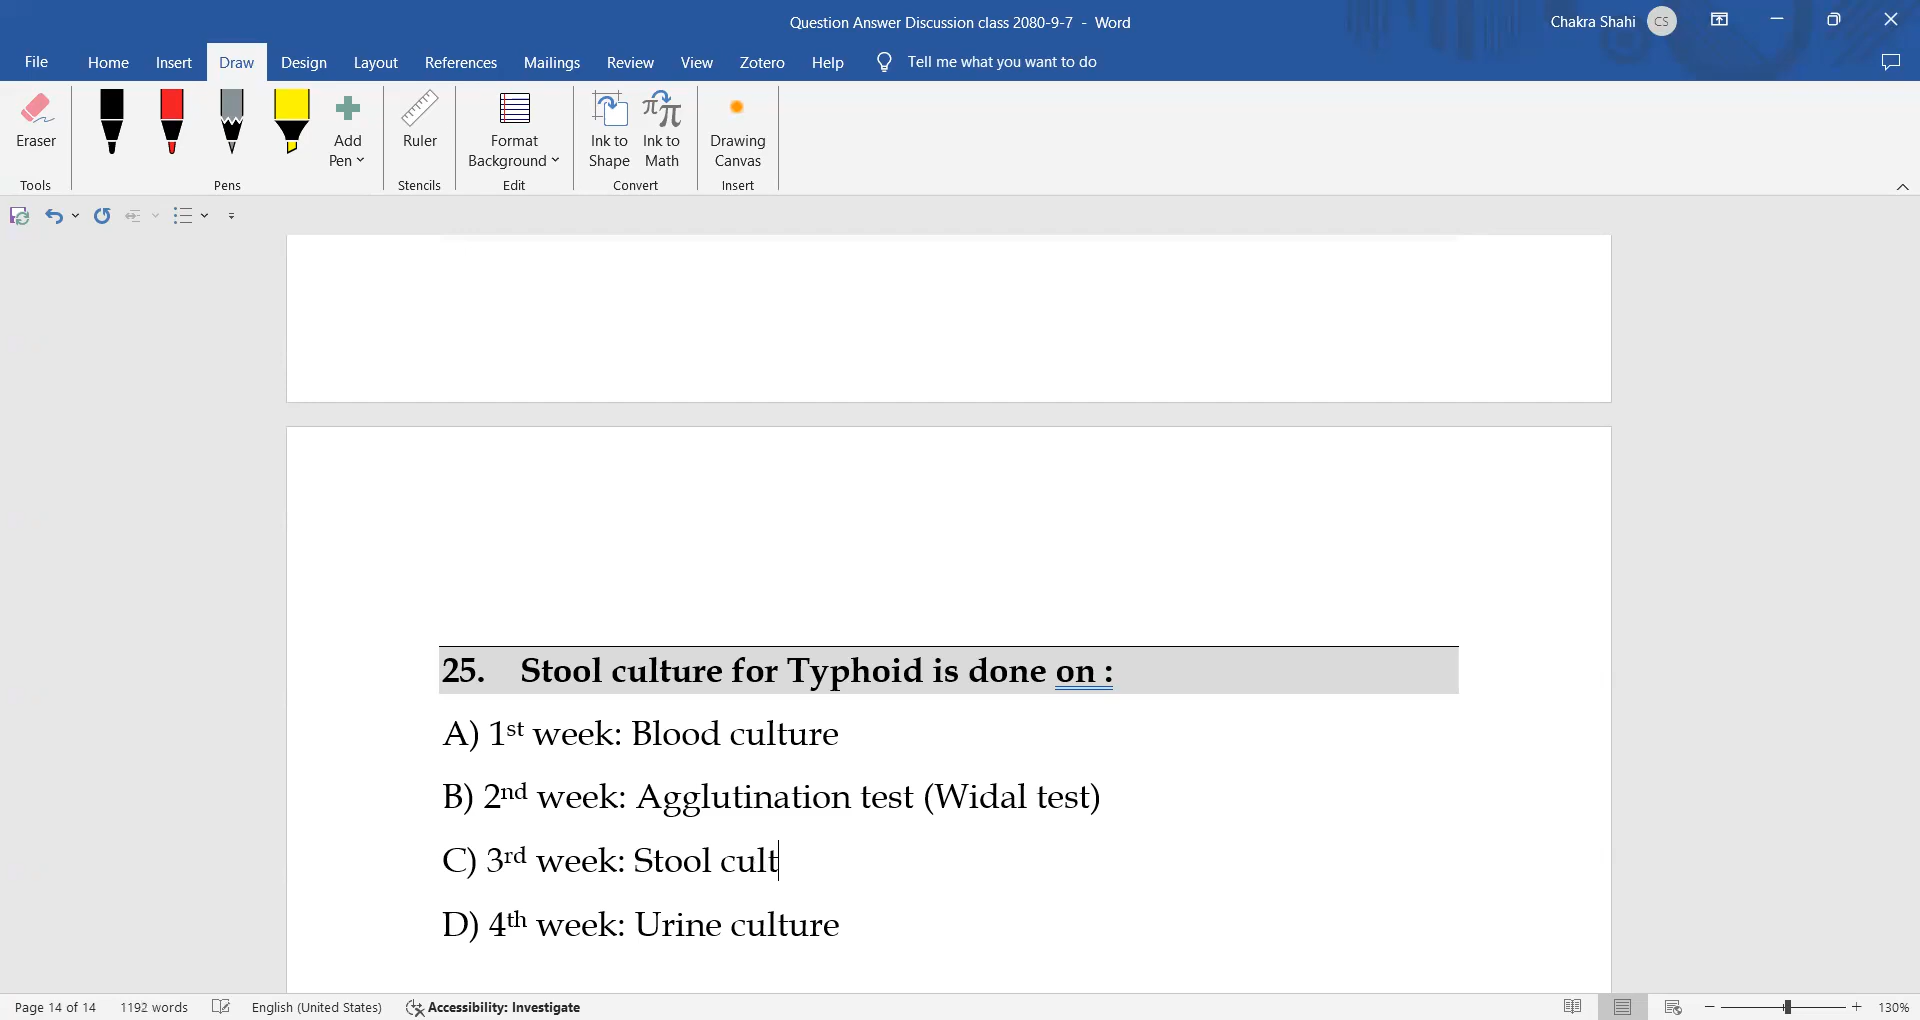 Question Answer Discussion class 2080-9-7 - Word
Chakra Shahi CS
File Home Insert Draw Design Layout References Mailings Review View Zotero Help Tell me what you want to do
Eraser
Add Pen
Ruler
Format Background
Ink to Shape
Ink to Math
Drawing Canvas
Tools Pens Stencils Edit Convert Insert
25. Stool culture for Typhoid is done on :
A) 1st week: Blood culture
B) 2nd week: Agglutination test (Widal test)
C) 3rd week: Stool cult
D) 4th week: Urine culture
Page 14 of 14 1192 words English (United States) Accessibility: Investigate 130%